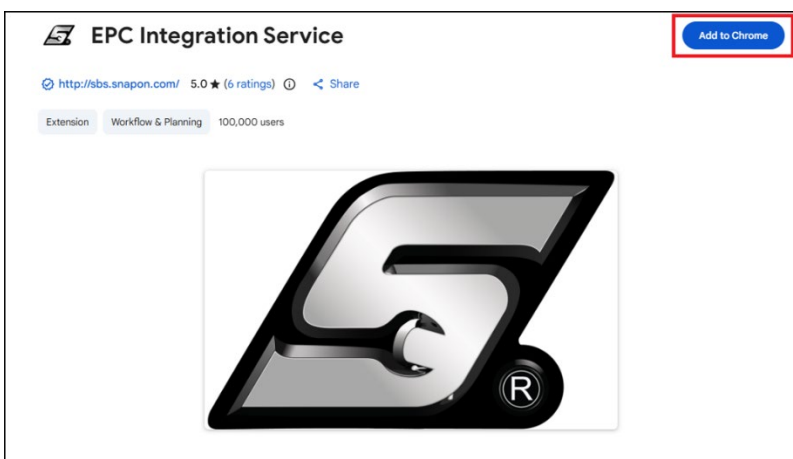 EPC Integration Service
Add to Chrome
http://sbs.snapon.com/ 5.0 ★ (6 ratings) Share
Extension Workflow & Planning 100,000 users
®